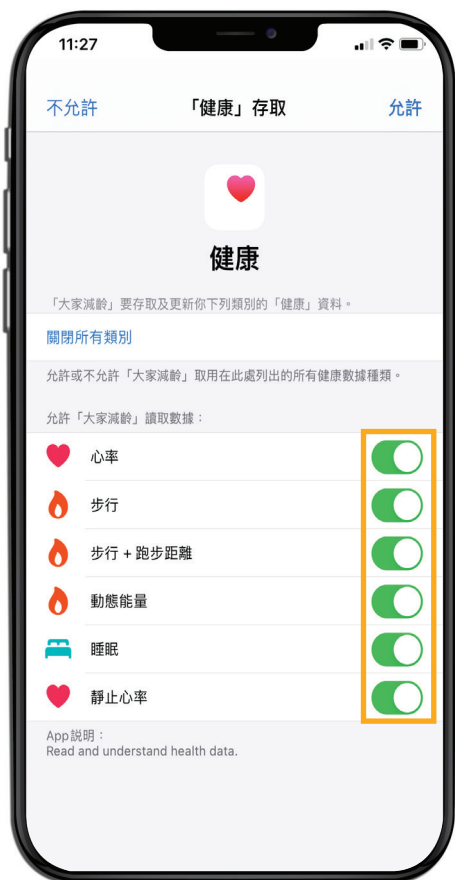 11:27
不允許 「健康」存取 允許
健康
「大家減齡」要存取及更新你下列類別的「健康」資料。
關閉所有類別
允許或不允許「大家減齡」取用在此處列出的所有健康數據種類。
允許「大家減齡」讀取數據：
心率
步行
步行 + 跑步距離
動態能量
睡眠
靜止心率
App説明：
Read and understand health data.